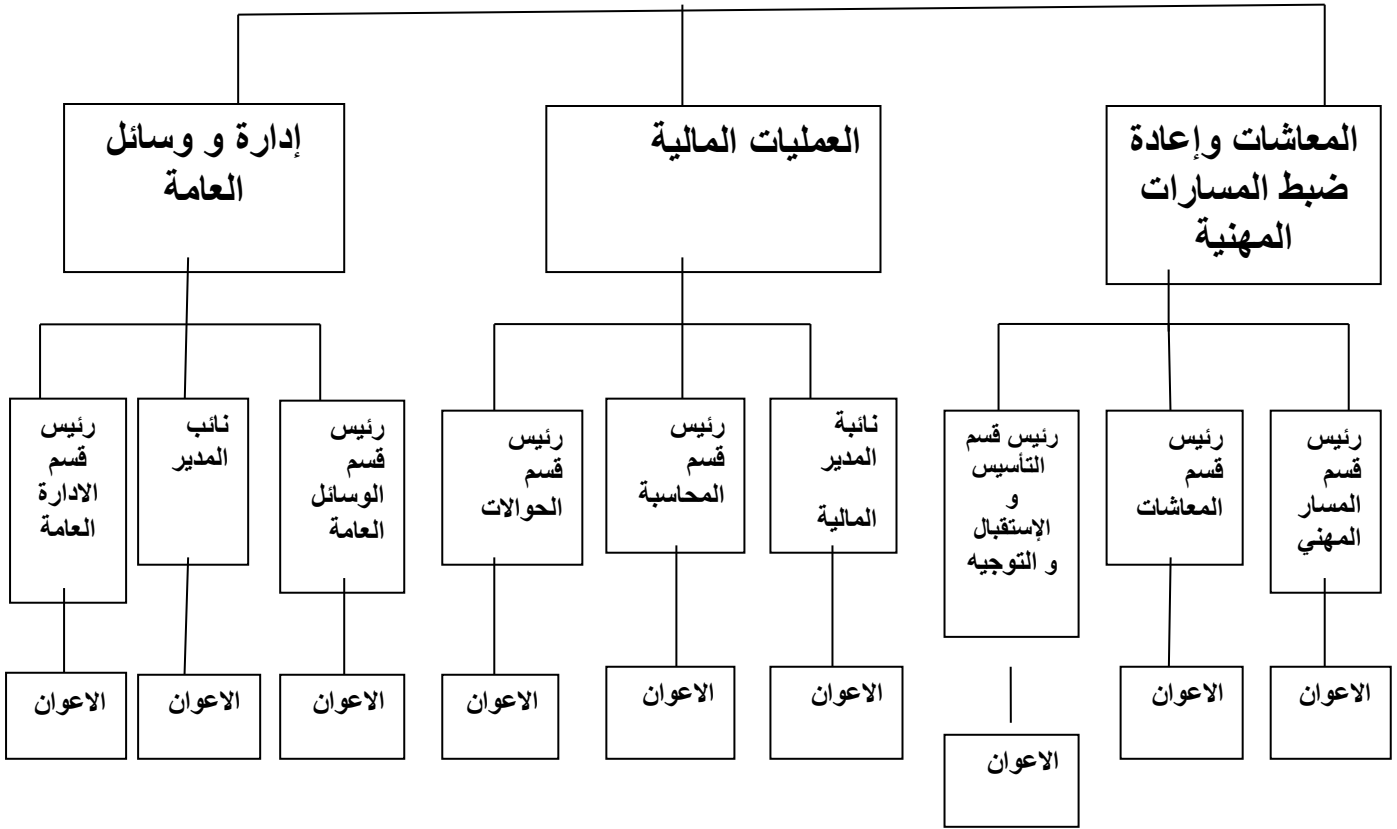 المعاشات وإعادة
ضبط المسارات
المهنية
العمليات المالية
إدارة و وسائل
العامة
رئيس
قسم
المسار
المهني
رئيس
قسم
المعاشات
رئيس قسم
التأسيس
و
الإستقبال
و التوجيه
نائبة
المدير
المالية
رئيس
قسم
المحاسبة
رئيس
قسم
الحوالات
رئيس
قسم
الوسائل
العامة
نائب
المدير
رئيس
قسم
الادارة
العامة
الاعوان
الاعوان
الاعوان
الاعوان
الاعوان
الاعوان
الاعوان
الاعوان
الاعوان